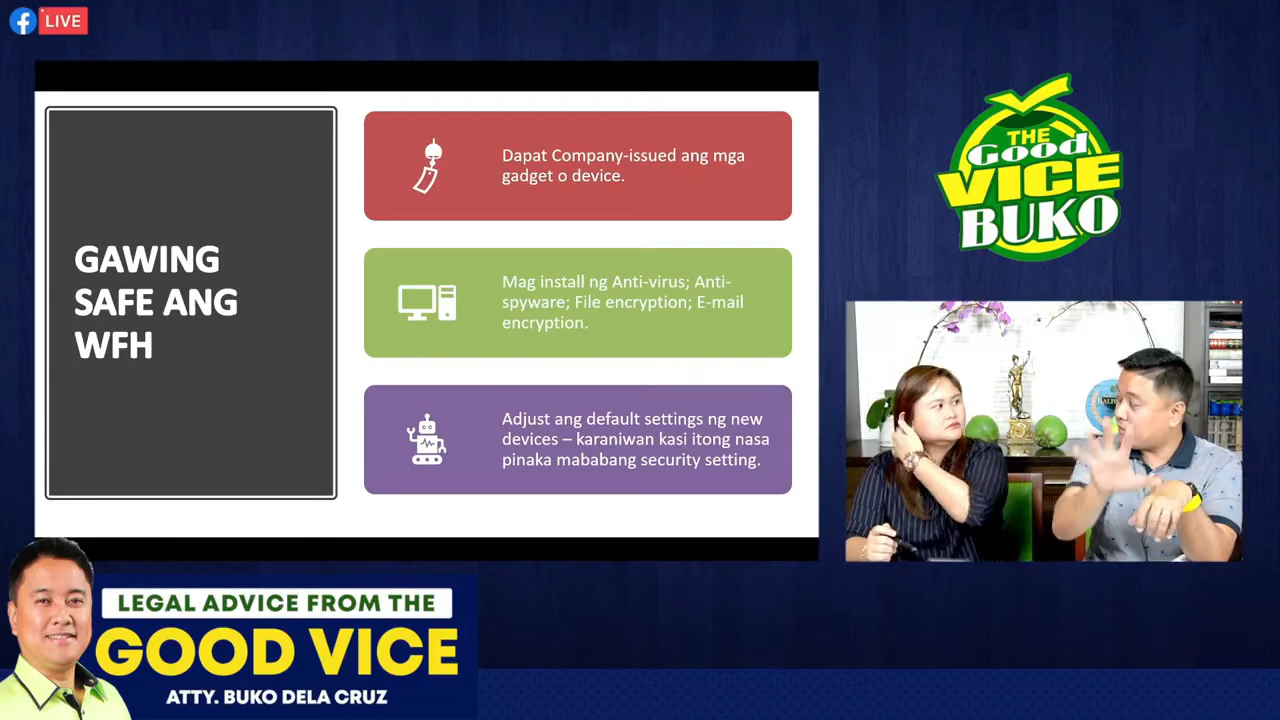 LIVE
GAWING
SAFE ANG
WFH
Dapat Company-issued ang mga
gadget o device.
Mag install ng Anti-virus; Anti-
spyware; File encryption; E-mail
encryption.
Adjust ang default settings ng new
devices – karaniwan kasi itong nasa
pinaka mababang security setting.
THE
Good
VICE
BUKO
LEGAL ADVICE FROM THE
GOOD VICE
ATTY. BUKO DELA CRUZ